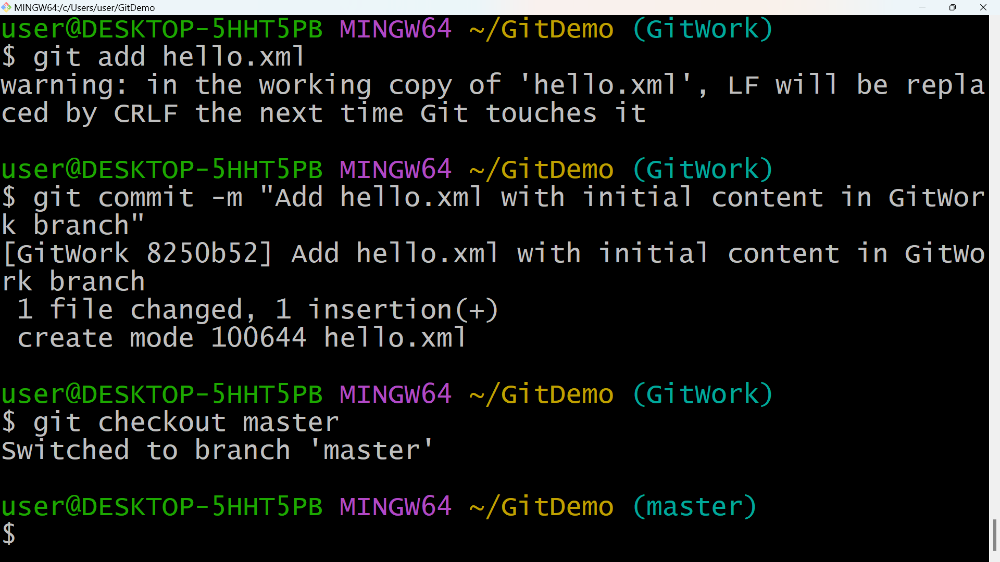 MINGW64:/c/Users/user/GitDemo
user@DESKTOP-5HHT5PB MINGW64 ~/GitDemo (GitWork)
$ git add hello.xml
warning: in the working copy of 'hello.xml', LF will be repla
ced by CRLF the next time Git touches it
user@DESKTOP-5HHT5PB MINGW64 ~/GitDemo (GitWork)
$ git commit -m "Add hello.xml with initial content in GitWor
k branch"
[GitWork 8250b52] Add hello.xml with initial content in GitWo
rk branch
 1 file changed, 1 insertion(+)
 create mode 100644 hello.xml
user@DESKTOP-5HHT5PB MINGW64 ~/GitDemo (GitWork)
$ git checkout master
Switched to branch 'master'
user@DESKTOP-5HHT5PB MINGW64 ~/GitDemo (master)
$